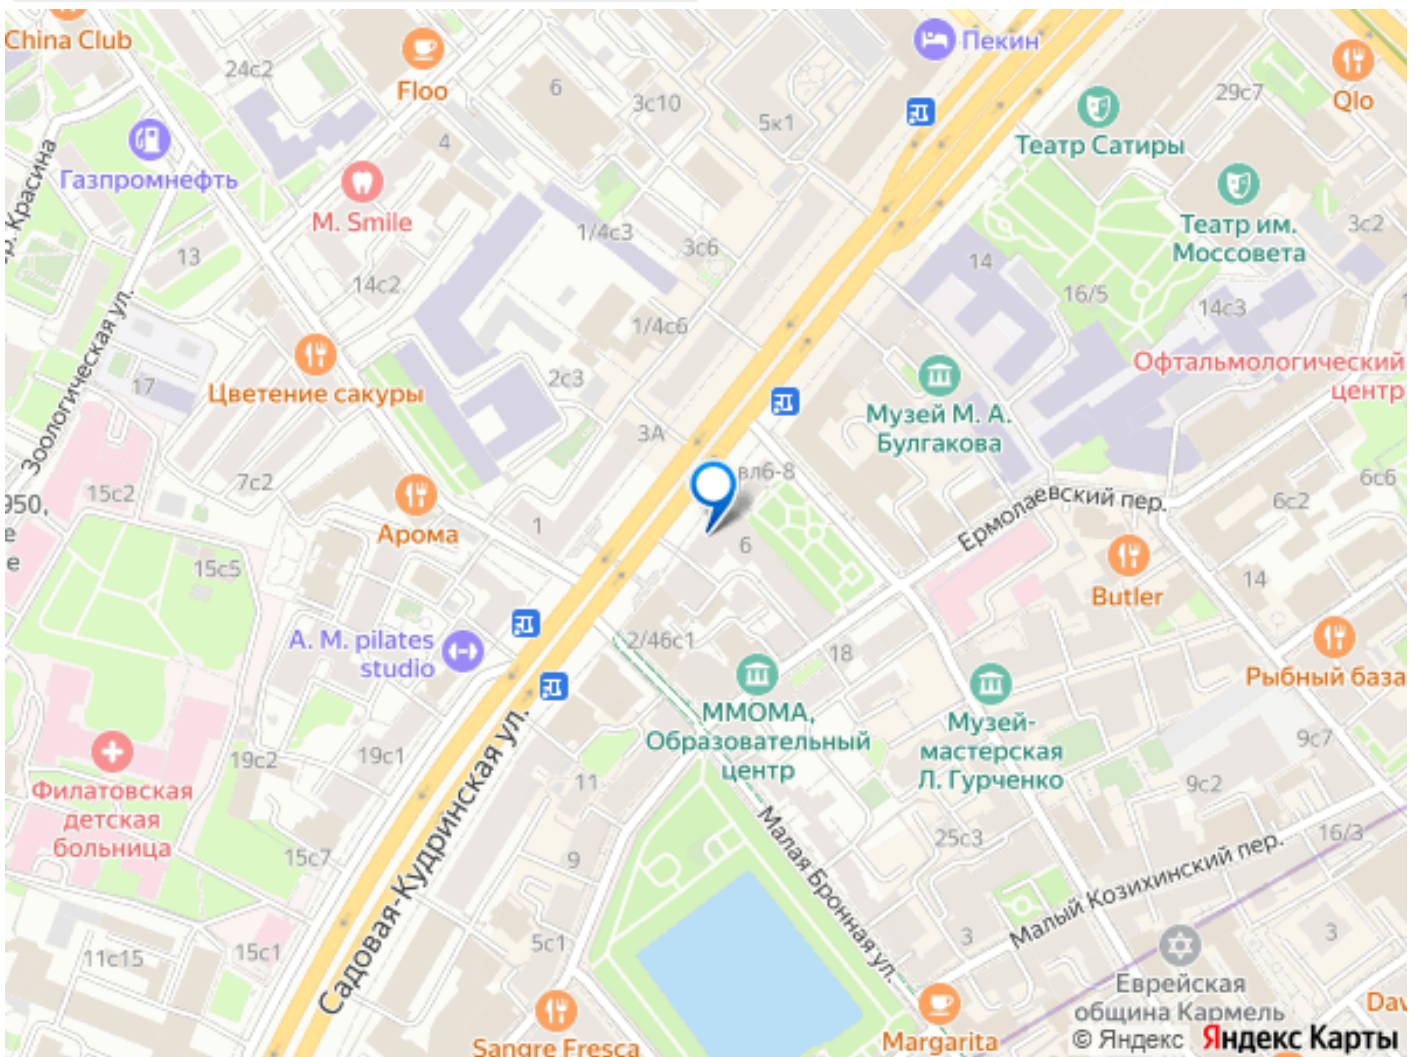 China Club
24с2
Floo
6
3с10
5к1
Пекин
Театр Сатиры
29с7
Qlo
Газпромнефть
4
M. Smile
1/4с3
3с6
14
Театр им.
Моссовета
3с2
13
14с2
1/4с6
16/5
14с3
Зоологическая ул.
17
Цветение сакуры
2с3
3А
Музей М. А.
Булгакова
Офтальмологический
центр
15с2
7с2
Арома
1
вл6-8
6
Ермолаевский пер.
6с2
6с6
950,
е
е
15с5
Butler
14
A. M. pilates
studio
2/46с1
18
Рыбный база
ММОМА,
Образовательный
центр
Музей-
мастерская
Л. Гурченко
19с2
19с1
11
9с7
9с2
Филатовская
детская
больница
15с7
9
25с3
16/3
Садовая-Кудринская ул.
Малая Бронная ул.
Малый Козихинский пер.
11с15
15с1
5с1
3
3
Еврейская
община Кармель
Sangre Fresca
Margarita
Dav
© Яндекс Яндекс Карты